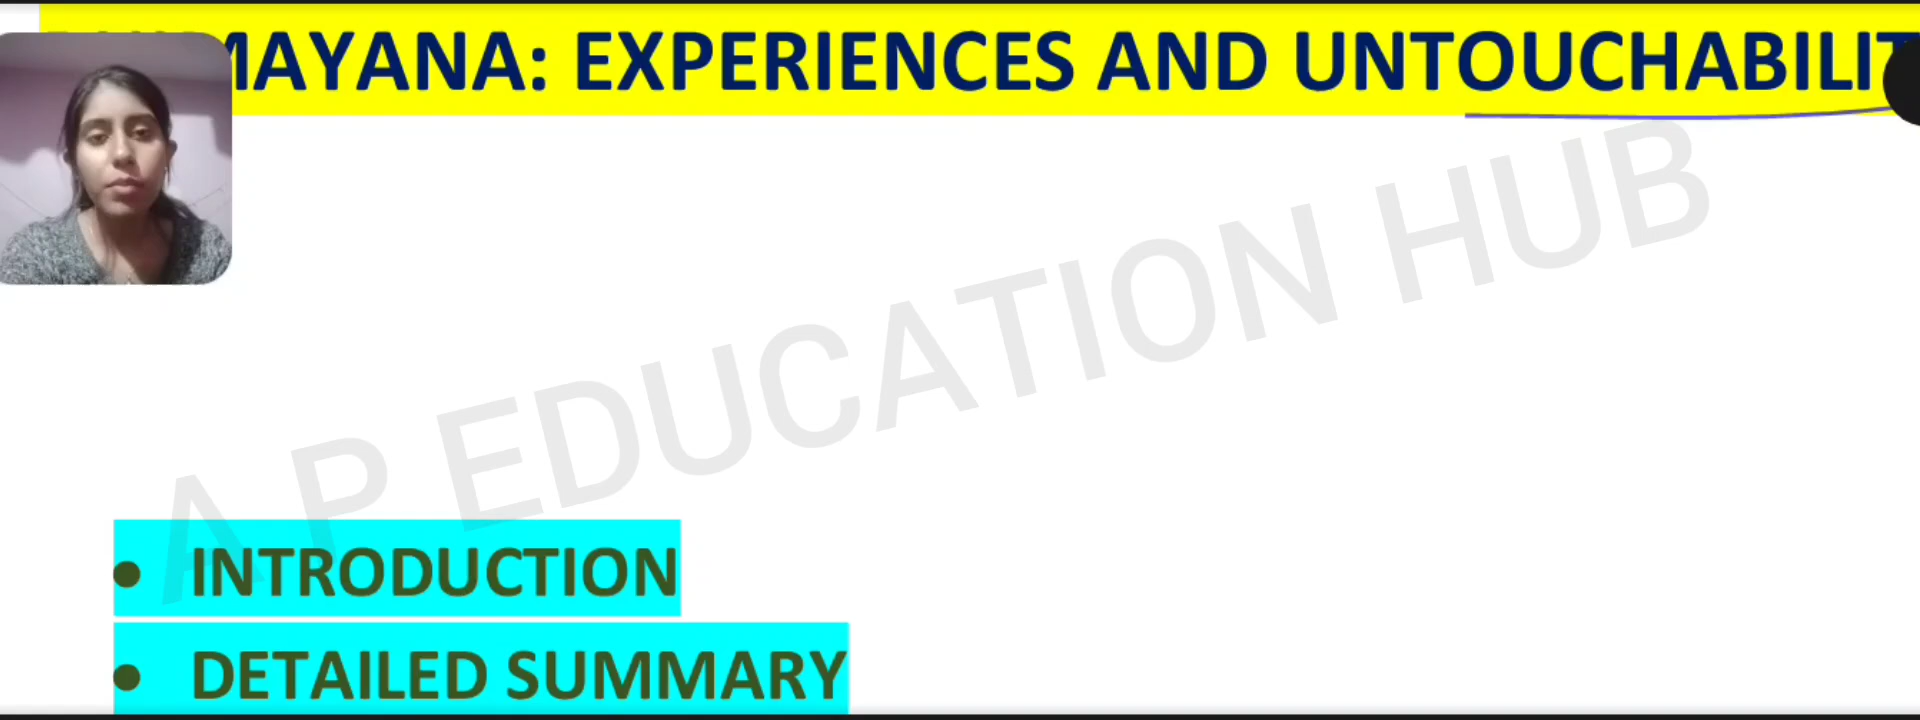 MAYANA: EXPERIENCES AND UNTOUCHABILIT
A P EDUCATION HUB
• INTRODUCTION
• DETAILED SUMMARY